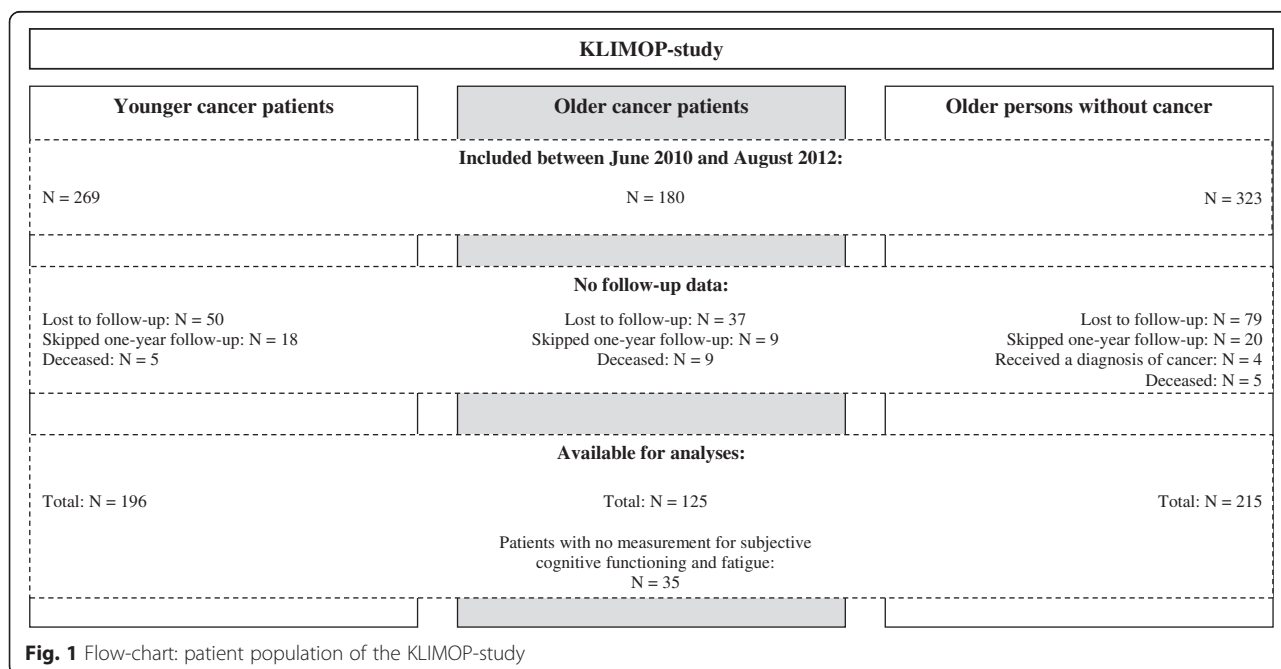 KLIMOP-study
Younger cancer patients
Older cancer patients
Older persons without cancer
Included between June 2010 and August 2012:
N = 269
N = 180
N = 323
No follow-up data:
Lost to follow-up: N = 50
Skipped one-year follow-up: N = 18
Deceased: N = 5
Lost to follow-up: N = 37
Skipped one-year follow-up: N = 9
Deceased: N = 9
Lost to follow-up: N = 79
Skipped one-year follow-up: N = 20
Received a diagnosis of cancer: N = 4
Deceased: N = 5
Available for analyses:
Total: N = 196
Total: N = 125
Total: N = 215
Patients with no measurement for subjective
cognitive functioning and fatigue:
N = 35
Fig. 1 Flow-chart: patient population of the KLIMOP-study